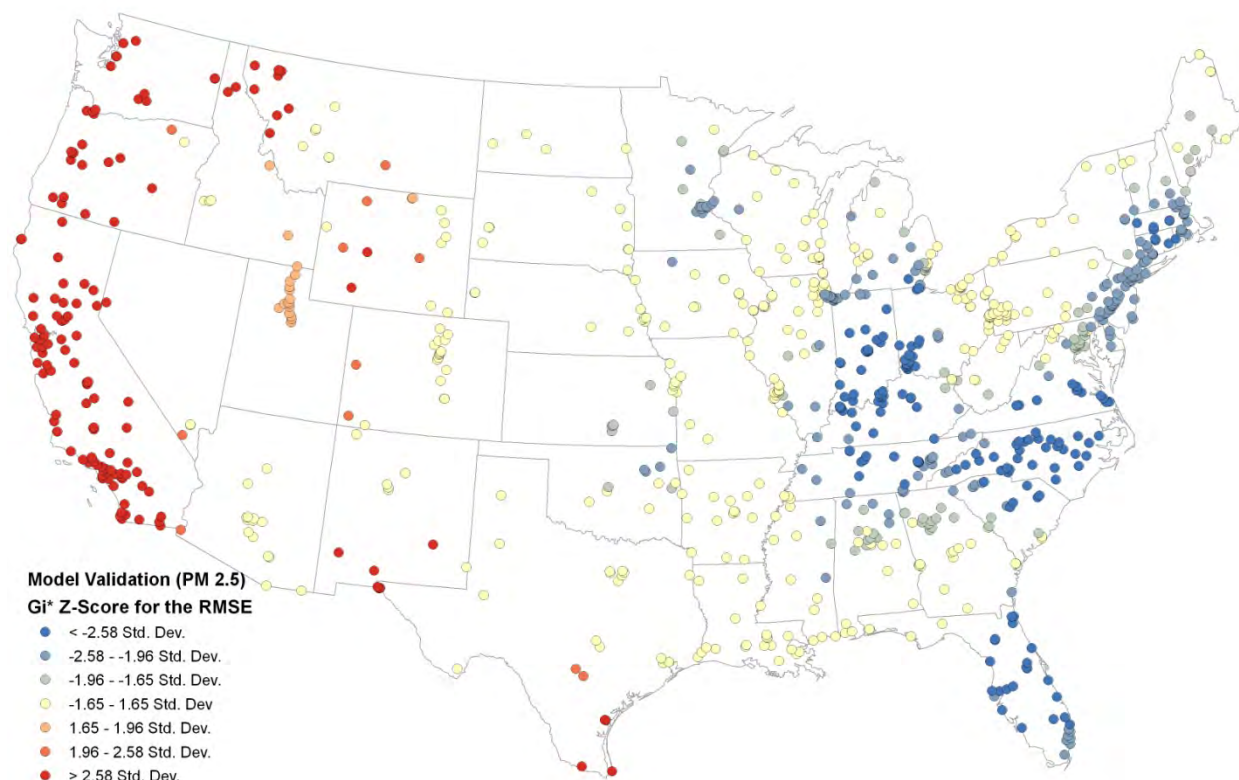 Model Validation (PM 2.5)
Gi* Z-Score for the RMSE
< -2.58 Std. Dev.
-2.58 - -1.96 Std. Dev.
-1.96 - -1.65 Std. Dev.
-1.65 - 1.65 Std. Dev
1.65 - 1.96 Std. Dev.
1.96 - 2.58 Std. Dev.
> 2.58 Std. Dev.